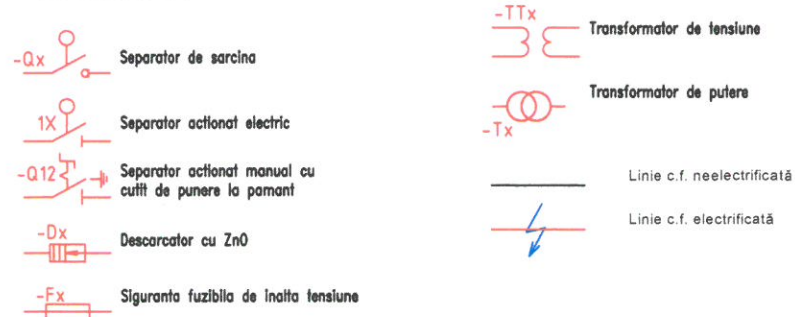 -Qx Separator de sarcina
1X Separator actionat electric
-Q12 Separator actionat manual cu
cutit de punere la pamant
-Dx Descarcator cu ZnO
-Fx Siguranta fuzibila de inalta tensiune
-TTx Transformator de tensiune
Transformator de putere
-Tx
Linie c.f. neelectrificată
Linie c.f. electrificată